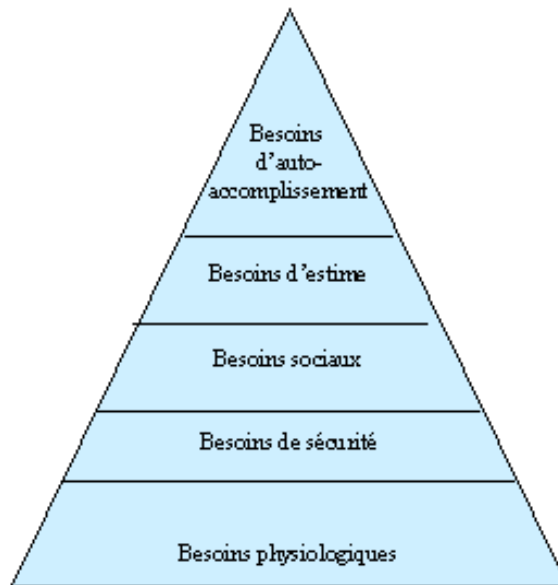 Besoins
d'auto-
accomplissement
Besoins d'estime
Besoins sociaux
Besoins de sécurité
Besoins physiologiques